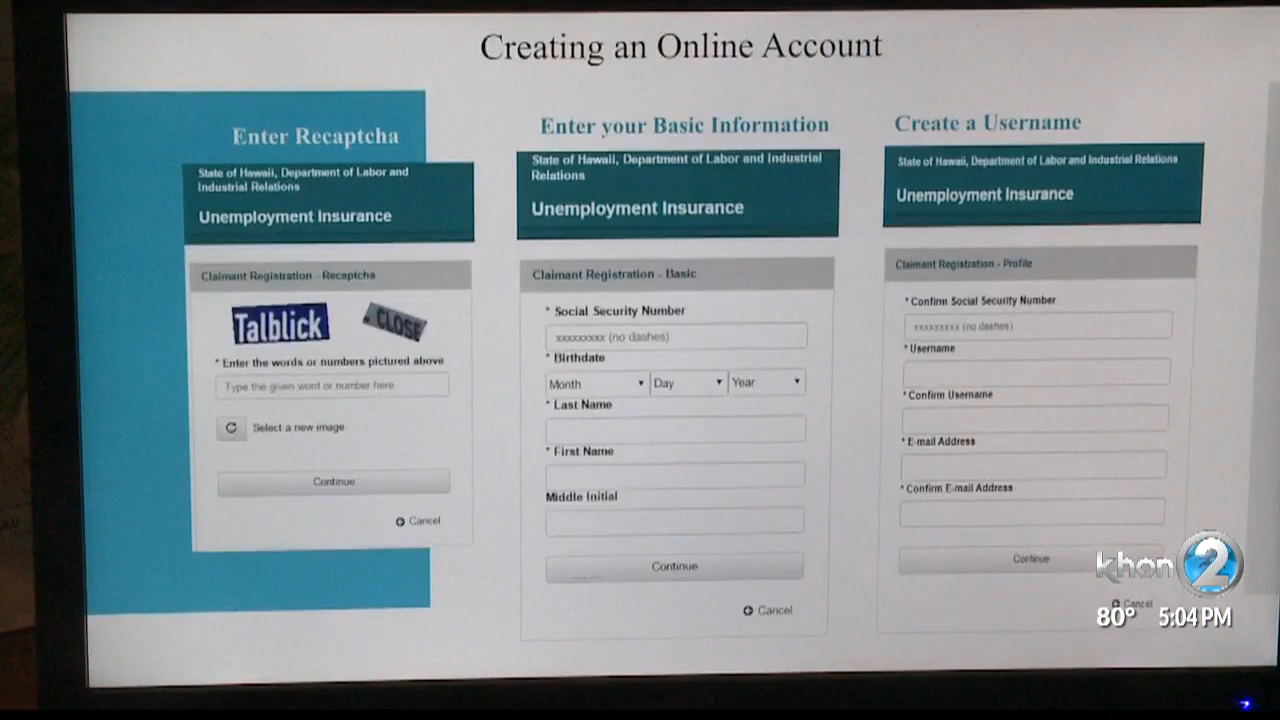 Creating an Online Account
Enter Recaptcha
State of Hawaii, Department of Labor and
Industrial Relations
Unemployment Insurance
Claimant Registration - Recaptcha
Talblick
CLOSE
* Enter the words or numbers pictured above
Type the given word or number here
Select a new image
Continue
Cancel
Enter your Basic Information
State of Hawaii, Department of Labor and Industrial
Relations
Unemployment Insurance
Claimant Registration - Basic
* Social Security Number
xxxxxxxxx (no dashes)
* Birthdate
Month Day Year
* Last Name
* First Name
Middle Initial
Continue
Cancel
Create a Username
State of Hawaii, Department of Labor and Industrial Relations
Unemployment Insurance
Claimant Registration - Profile
* Confirm Social Security Number
xxxxxxxxx (no dashes)
* Username
* Confirm Username
* E-mail Address
* Confirm E-mail Address
Continue
Cancel
khon 2
80° 5:04 PM